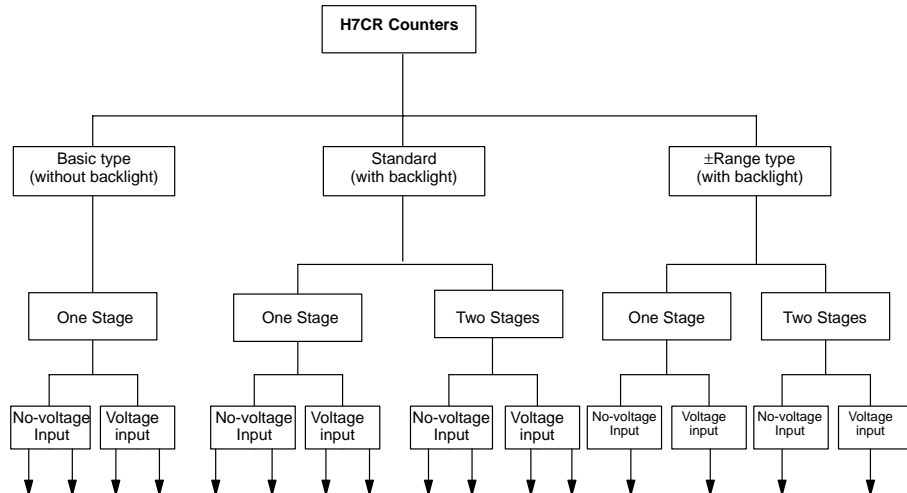 H7CR Counters
Basic type
(without backlight)
Standard
(with backlight)
±Range type
(with backlight)
One Stage
One Stage
Two Stages
One Stage
Two Stages
No-voltage
Input
Voltage
input
No-voltage
Input
Voltage
input
No-voltage
Input
Voltage
input
No-voltage
Input
Voltage
input
No-voltage
Input
Voltage
input